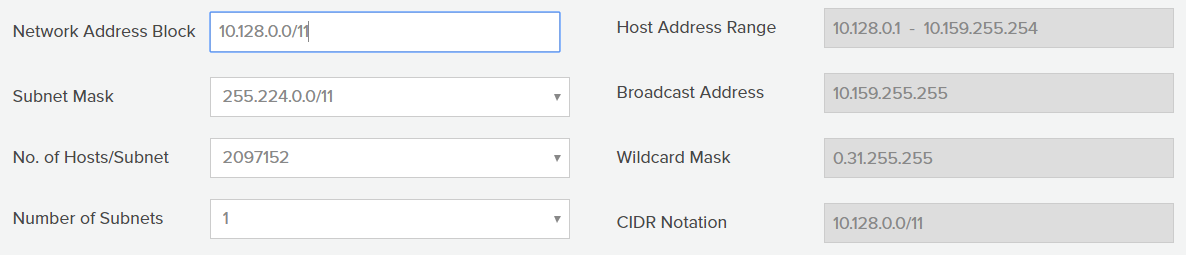 Network Address Block 10.128.0.0/11
Subnet Mask 255.224.0.0/11
No. of Hosts/Subnet 2097152
Number of Subnets 1
Host Address Range 10.128.0.1 - 10.159.255.254
Broadcast Address 10.159.255.255
Wildcard Mask 0.31.255.255
CIDR Notation 10.128.0.0/11